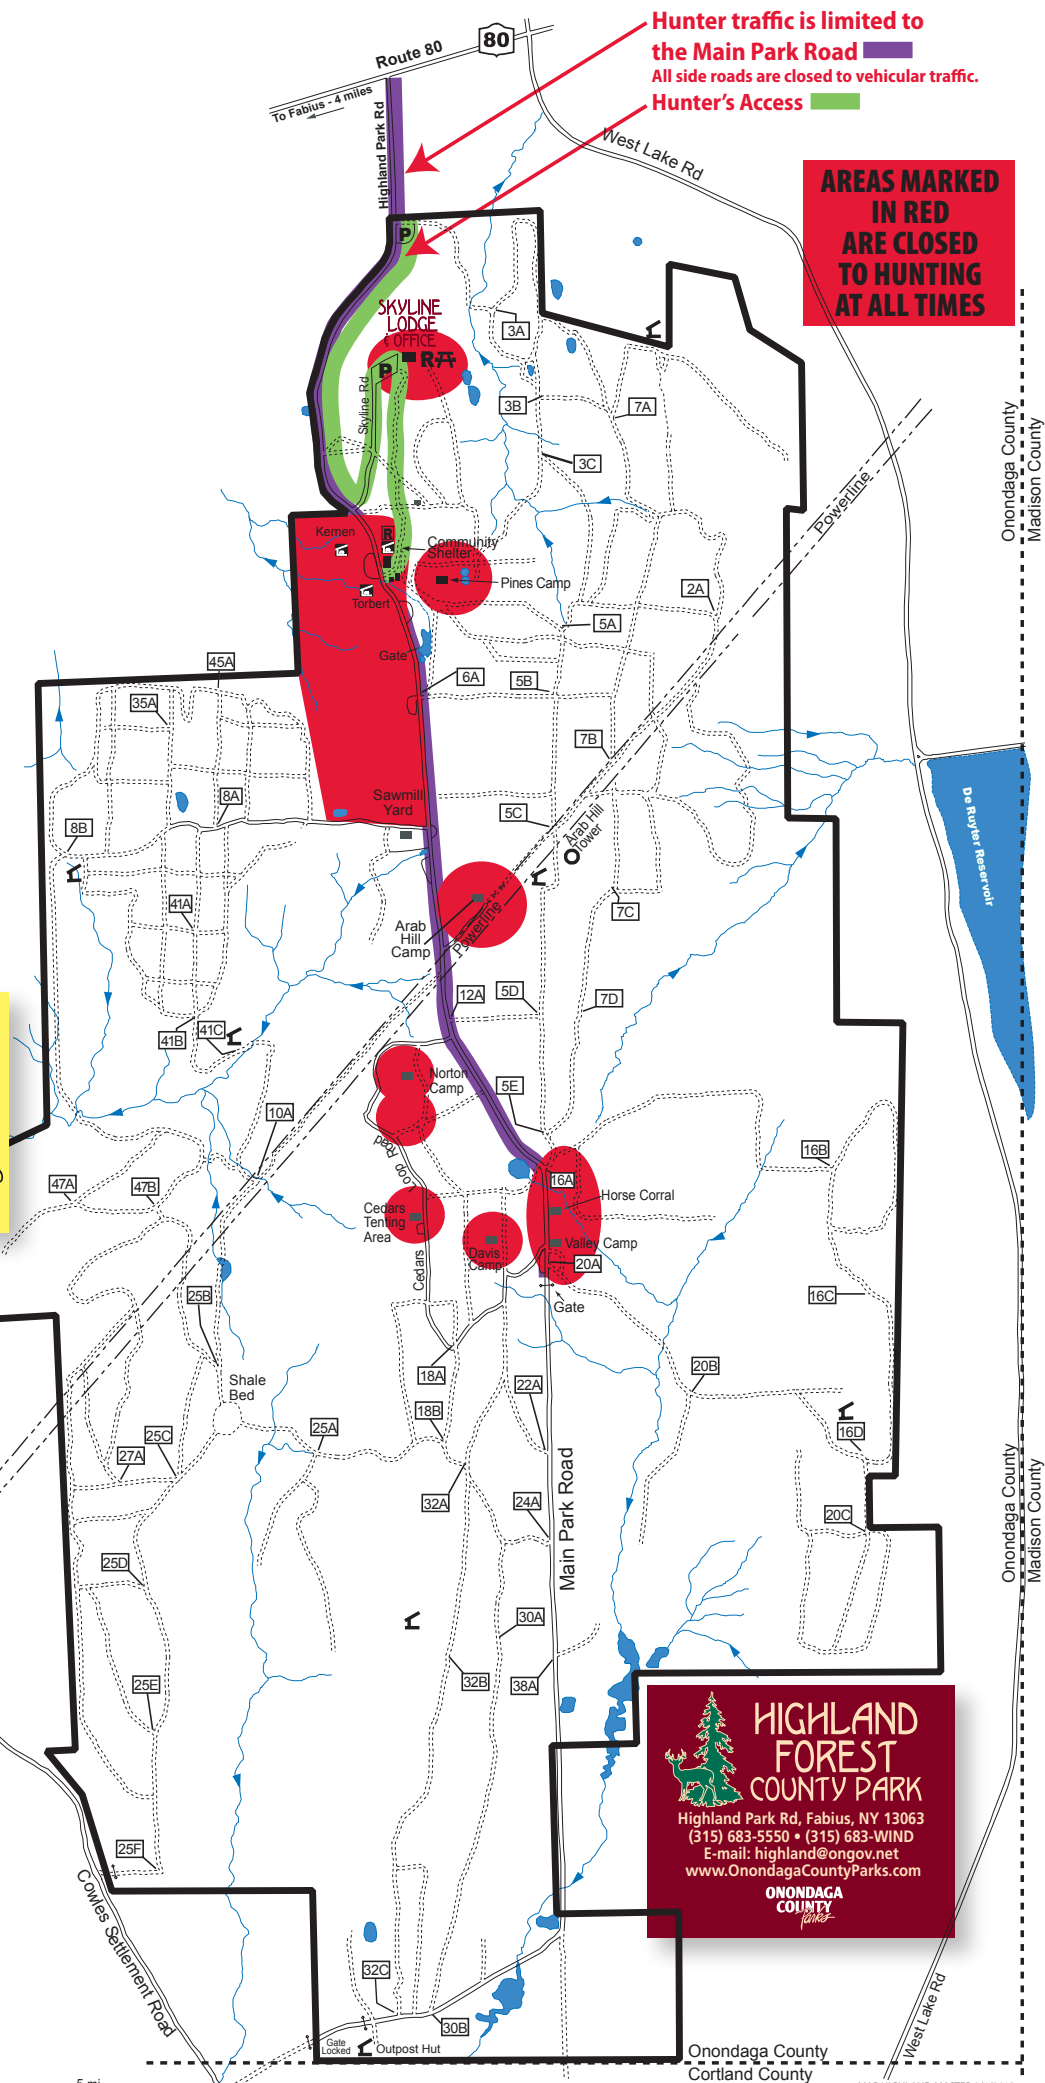 Hunter traffic is limited to
the Main Park Road
All side roads are closed to vehicular traffic.
Hunter's Access
Route 80
80
To Fabius - 4 miles
Highland Park Rd
West Lake Rd
AREAS MARKED
IN RED
ARE CLOSED
TO HUNTING
AT ALL TIMES
P
SKYLINE
LODGE
& OFFICE
R
P
Skyline Rd
3A
3B
7A
3C
Onondaga County
Madison County
Powerline
Kernen
R
Community
Shelter
Pines Camp
Torbert
2A
5A
Gate
45A
6A
5B
35A
7B
8A
Sawmill
Yard
5C
Arab Hill
Tower
De Ruyter Reservoir
8B
41A
Arab
Hill
Camp
Powerline
7C
12A
5D
7D
41B
41C
Norton
Camp
5E
10A
Loop Road
16B
47A
47B
16A
Horse Corral
Cedars
Tenting
Area
Davis
Camp
Valley Camp
20A
Cedars
25B
Gate
16C
Shale
Bed
18A
20B
22A
18B
25A
25C
27A
16D
Onondaga County
Madison County
32A
24A
Main Park Road
20C
25D
30A
32B
38A
25E
HIGHLAND
FOREST
COUNTY PARK
Highland Park Rd, Fabius, NY 13063
(315) 683-5550 • (315) 683-WIND
E-mail: highland@ongov.net
www.OnondagaCountyParks.com
ONONDAGA
COUNTY
Parks
25F
Cowles Settlement Road
32C
30B
Gate
Locked
Outpost Hut
West Lake Rd
Onondaga County
Cortland County
5 mi